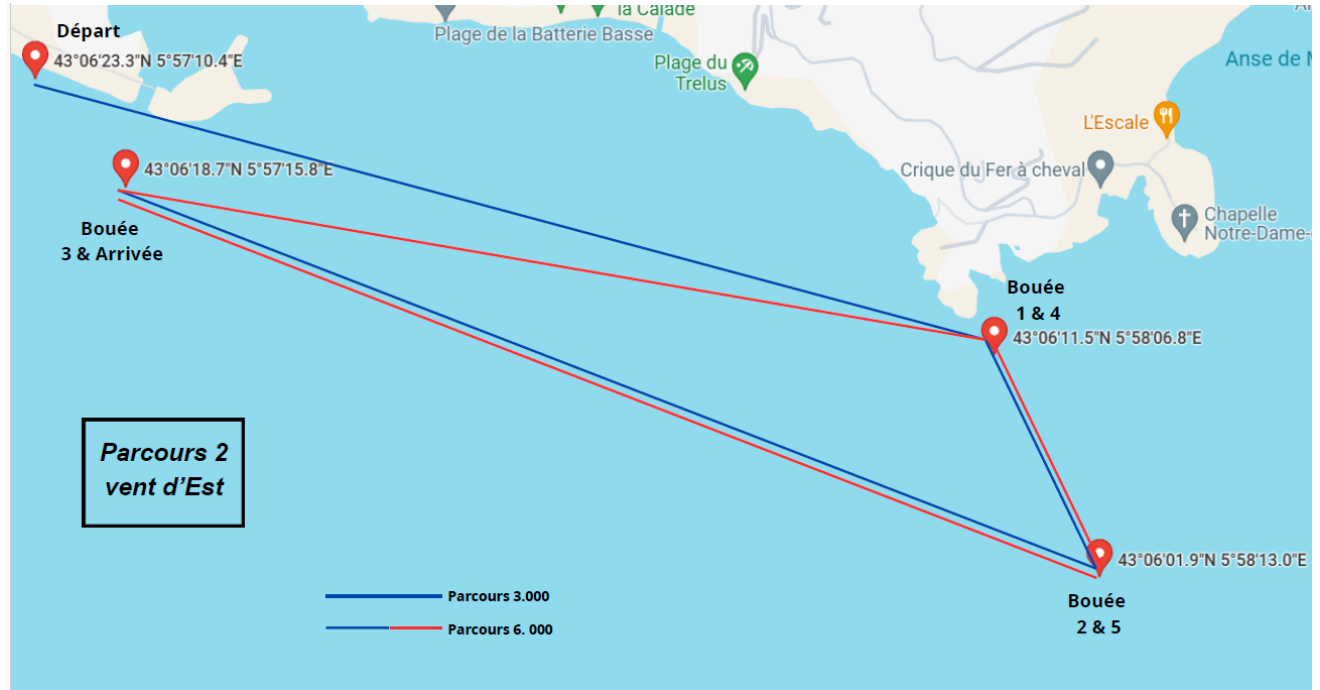 la Calade
Départ
Plage de la Batterie Basse
43°06'23.3"N 5°57'10.4"E
Plage du
Trelus
Anse de
L'Escale
43°06'18.7"N 5°57'15.8"E
Crique du Fer à cheval
Bouée
3 & Arrivée
Chapelle
Notre-Dame-
Bouée
1 & 4
43°06'11.5"N 5°58'06.8"E
Parcours 2
vent d'Est
43°06'01.9"N 5°58'13.0"E
Parcours 3.000
Bouée
2 & 5
Parcours 6. 000